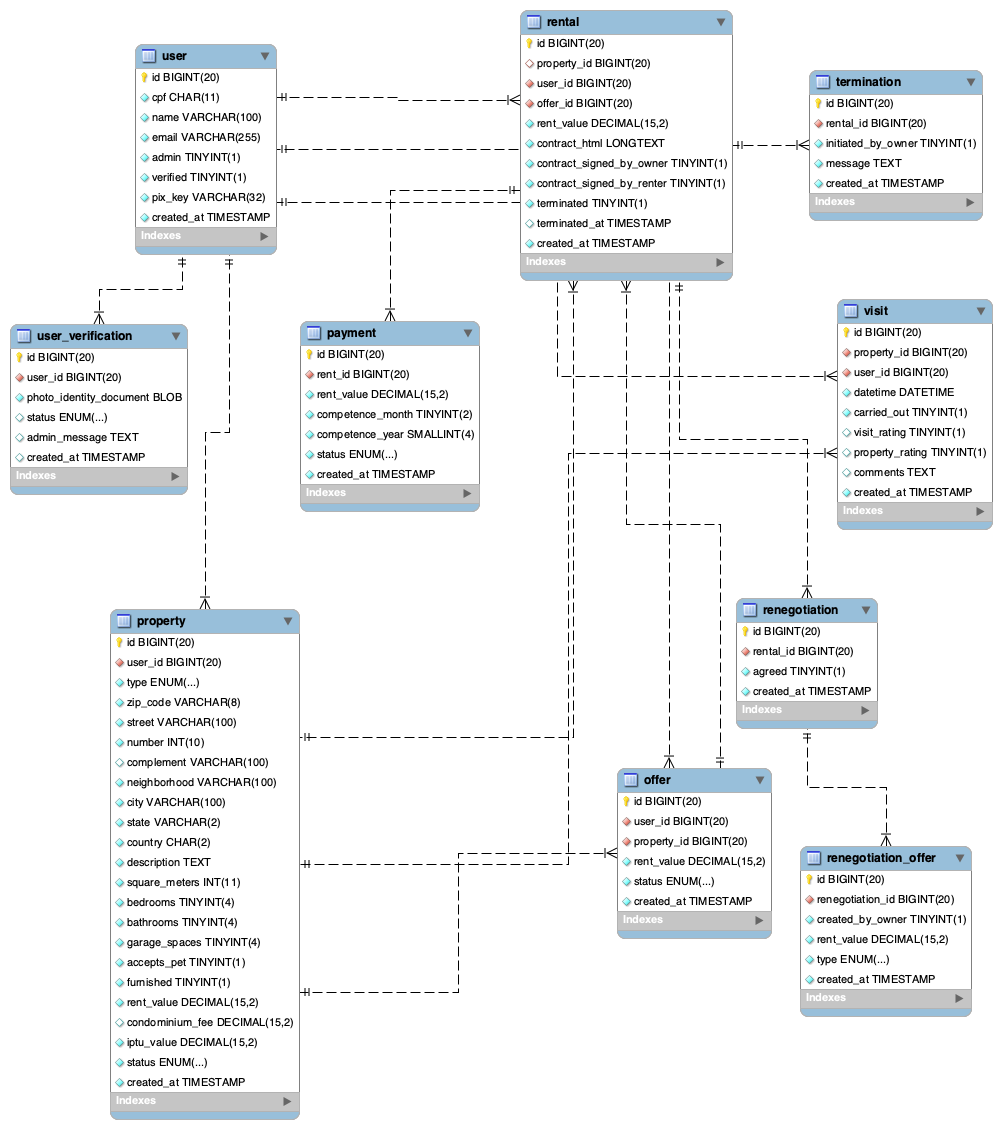 rental
id BIGINT(20)
property_id BIGINT(20)
user_id BIGINT(20)
offer_id BIGINT(20)
rent_value DECIMAL(15,2)
contract_html LONGTEXT
contract_signed_by_owner TINYINT(1)
contract_signed_by_renter TINYINT(1)
terminated TINYINT(1)
terminated_at TIMESTAMP
created_at TIMESTAMP
Indexes
user
id BIGINT(20)
cpf CHAR(11)
name VARCHAR(100)
email VARCHAR(255)
admin TINYINT(1)
verified TINYINT(1)
pix_key VARCHAR(32)
created_at TIMESTAMP
Indexes
termination
id BIGINT(20)
rental_id BIGINT(20)
initiated_by_owner TINYINT(1)
message TEXT
created_at TIMESTAMP
Indexes
user_verification
id BIGINT(20)
user_id BIGINT(20)
photo_identity_document BLOB
status ENUM(...)
admin_message TEXT
created_at TIMESTAMP
Indexes
payment
id BIGINT(20)
rent_id BIGINT(20)
rent_value DECIMAL(15,2)
competence_month TINYINT(2)
competence_year SMALLINT(4)
status ENUM(...)
created_at TIMESTAMP
Indexes
visit
id BIGINT(20)
property_id BIGINT(20)
user_id BIGINT(20)
datetime DATETIME
carried_out TINYINT(1)
visit_rating TINYINT(1)
property_rating TINYINT(1)
comments TEXT
created_at TIMESTAMP
Indexes
property
id BIGINT(20)
user_id BIGINT(20)
type ENUM(...)
zip_code VARCHAR(8)
street VARCHAR(100)
number INT(10)
complement VARCHAR(100)
neighborhood VARCHAR(100)
city VARCHAR(100)
state VARCHAR(2)
country CHAR(2)
description TEXT
square_meters INT(11)
bedrooms TINYINT(4)
bathrooms TINYINT(4)
garage_spaces TINYINT(4)
accepts_pet TINYINT(1)
furnished TINYINT(1)
rent_value DECIMAL(15,2)
condominium_fee DECIMAL(15,2)
iptu_value DECIMAL(15,2)
status ENUM(...)
created_at TIMESTAMP
Indexes
renegotiation
id BIGINT(20)
rental_id BIGINT(20)
agreed TINYINT(1)
created_at TIMESTAMP
Indexes
offer
id BIGINT(20)
user_id BIGINT(20)
property_id BIGINT(20)
rent_value DECIMAL(15,2)
status ENUM(...)
created_at TIMESTAMP
Indexes
renegotiation_offer
id BIGINT(20)
renegotiation_id BIGINT(20)
created_by_owner TINYINT(1)
rent_value DECIMAL(15,2)
type ENUM(...)
created_at TIMESTAMP
Indexes